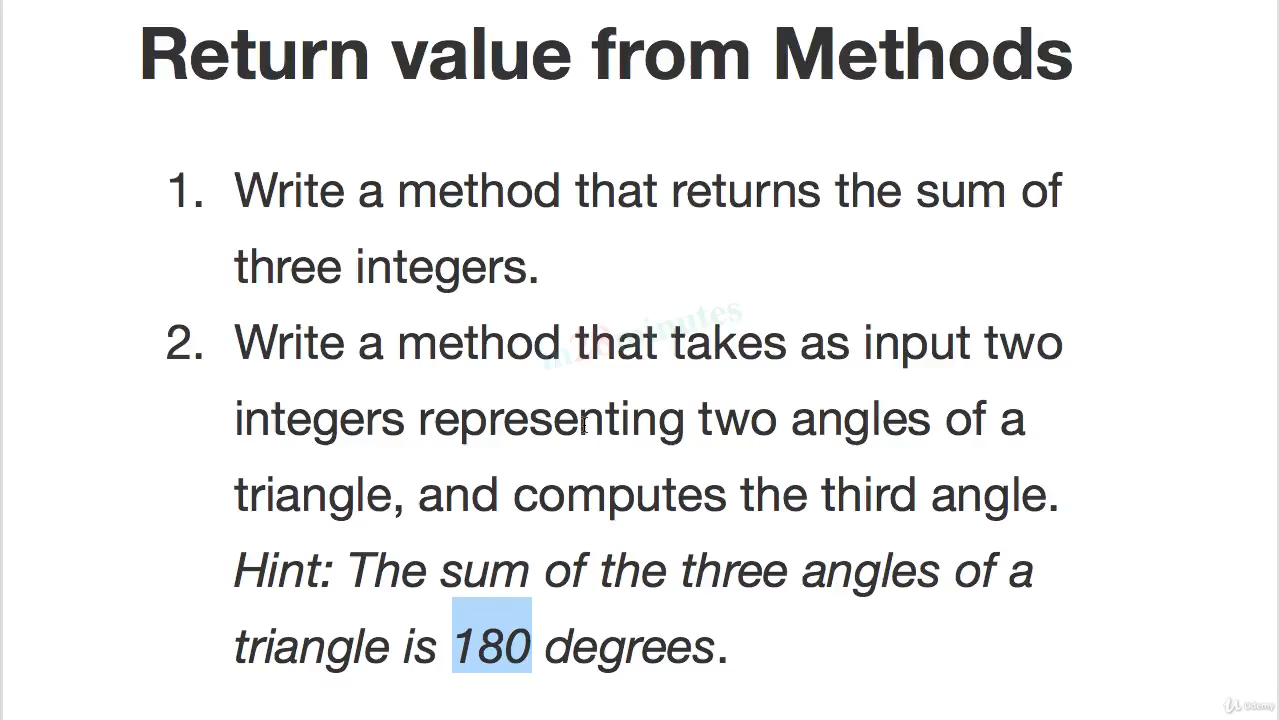 Return value from Methods
1. Write a method that returns the sum of
three integers.
in28minutes
2. Write a method that takes as input two
integers representing two angles of a
triangle, and computes the third angle.
Hint: The sum of the three angles of a
triangle is 180 degrees.
Udemy